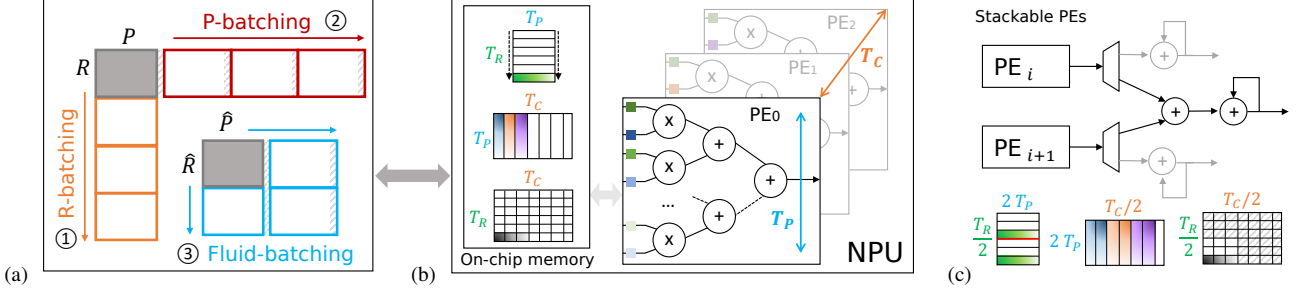 P-batching ②
P
R
R-batching
①
P̂
R̂
③ Fluid-batching
(a)
T_P
T_R
T_C
T_P
T_C
T_R
On-chip memory
(b)
PE₂
PE₁
PE₀
T_C
x
x
x
x
x
+
+
+
+
+
...
T_P
NPU
Stackable PEs
PE i
PE i+1
+
+
+
+
2 T_P
T_R/2
T_C/2
2 T_P
T_C/2
T_R/2
(c)